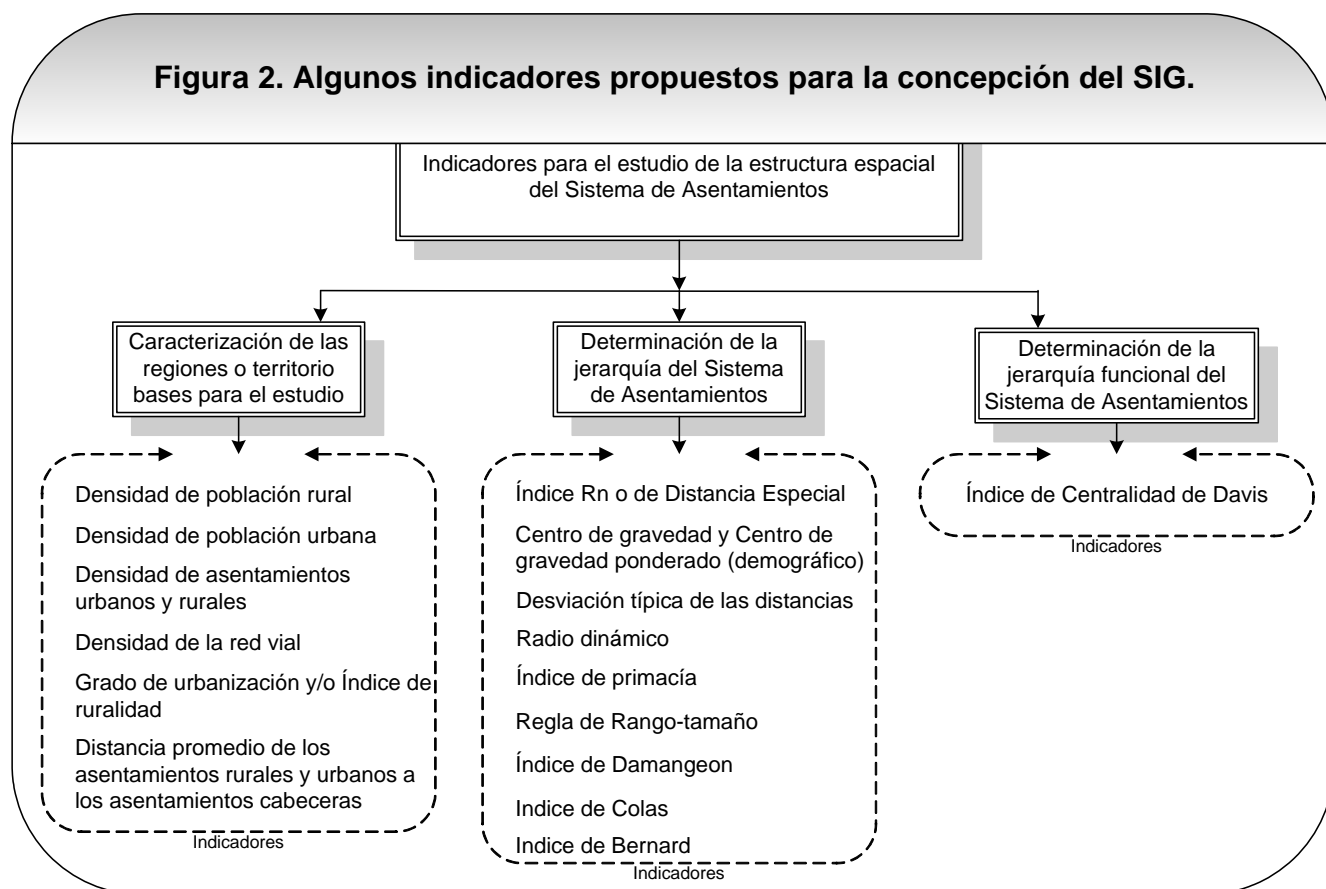 Figura 2. Algunos indicadores propuestos para la concepción del SIG.
Indicadores para el estudio de la estructura espacial
del Sistema de Asentamientos
Caracterización de las
regiones o territorio
bases para el estudio
Densidad de población rural
Densidad de población urbana
Densidad de asentamientos
urbanos y rurales
Densidad de la red vial
Grado de urbanización y/o Índice de
ruralidad
Distancia promedio de los
asentamientos rurales y urbanos a
los asentamientos cabeceras
Indicadores
Determinación de la
jerarquía del Sistema
de Asentamientos
Índice Rn o de Distancia Especial
Centro de gravedad y Centro de
gravedad ponderado (demográfico)
Desviación típica de las distancias
Radio dinámico
Índice de primacía
Regla de Rango-tamaño
Índice de Damangeon
Indice de Colas
Indice de Bernard
Indicadores
Determinación de la
jerarquía funcional del
Sistema de Asentamientos
Índice de Centralidad de Davis
Indicadores